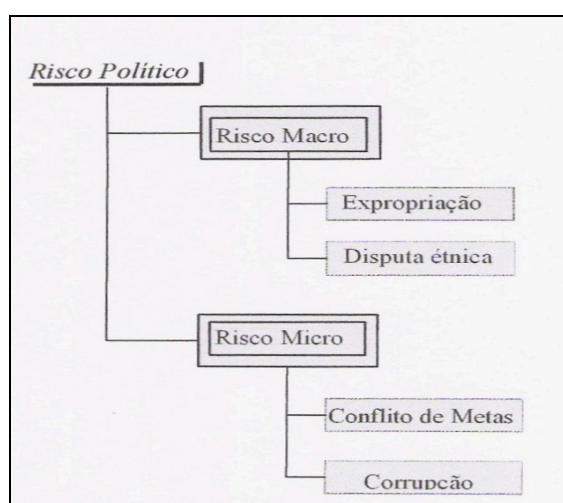 Risco Político
Risco Macro
Expropriação
Disputa étnica
Risco Micro
Conflito de Metas
Corrupção